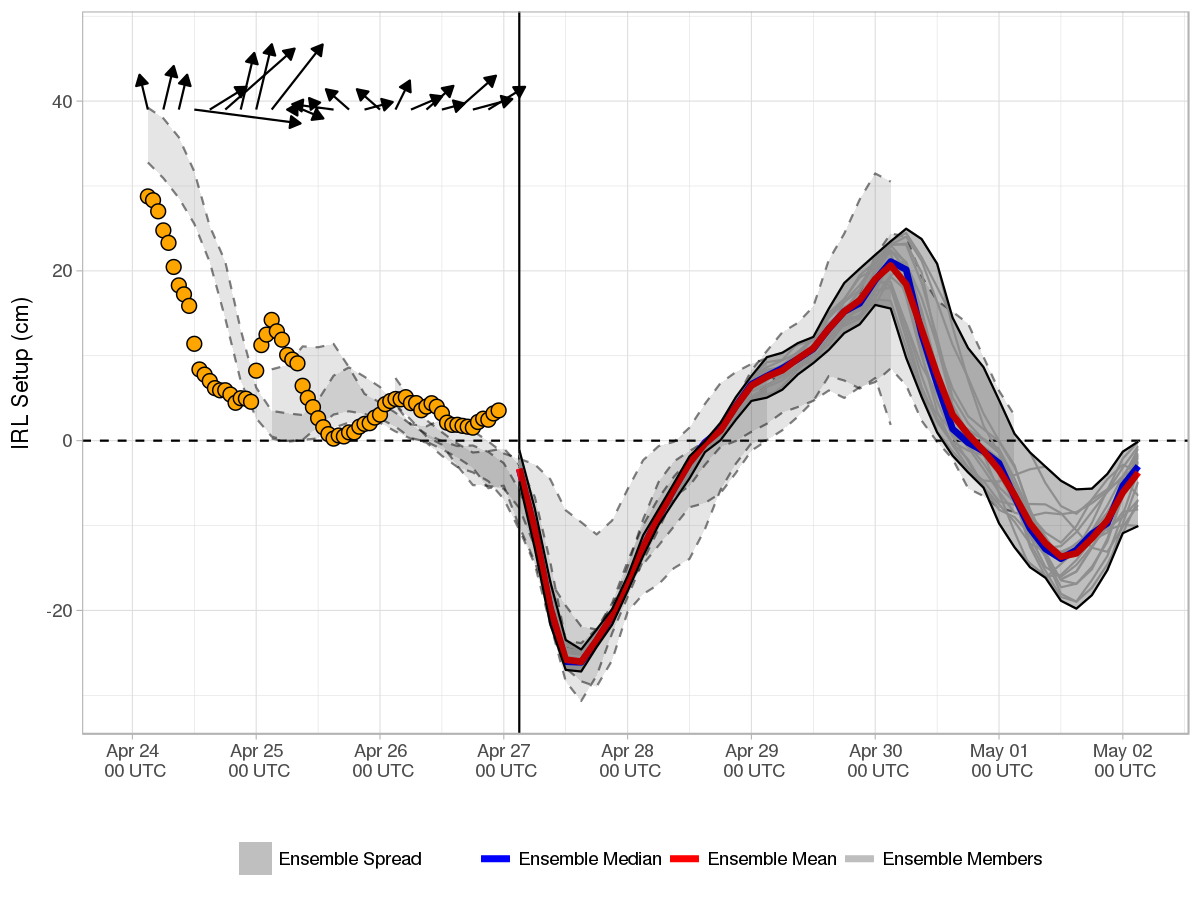 IRL Setup (cm)
40
20
0
-20
Apr 24 Apr 25 Apr 26 Apr 27 Apr 28 Apr 29 Apr 30 May 01 May 02
00 UTC 00 UTC 00 UTC 00 UTC 00 UTC 00 UTC 00 UTC 00 UTC 00 UTC
Ensemble Spread Ensemble Median Ensemble Mean Ensemble Members